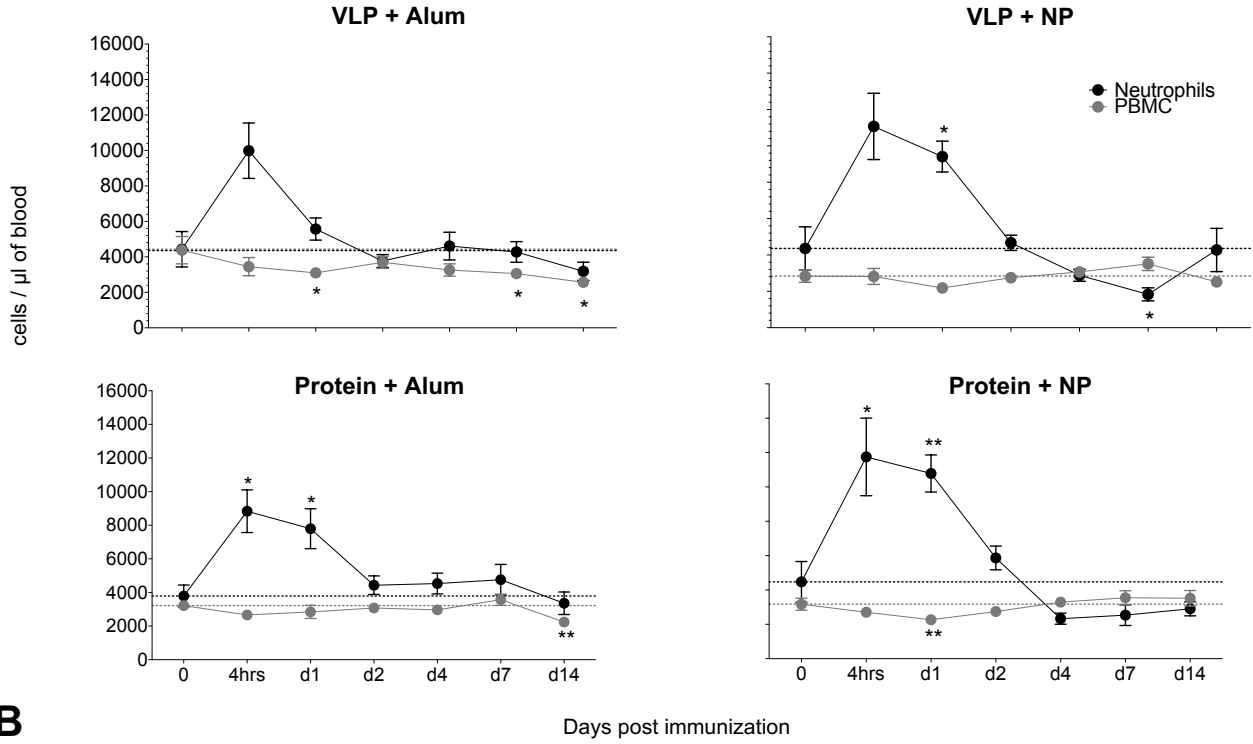 VLP + Alum
VLP + NP
16000
14000
12000
10000
8000
6000
4000
2000
0
*
*
*
*
*
Neutrophils
PBMC
cells / µl of blood
Protein + Alum
Protein + NP
16000
14000
12000
10000
8000
6000
4000
2000
0
*
*
**
*
**
**
0 4hrs d1 d2 d4 d7 d14
0 4hrs d1 d2 d4 d7 d14
B
Days post immunization